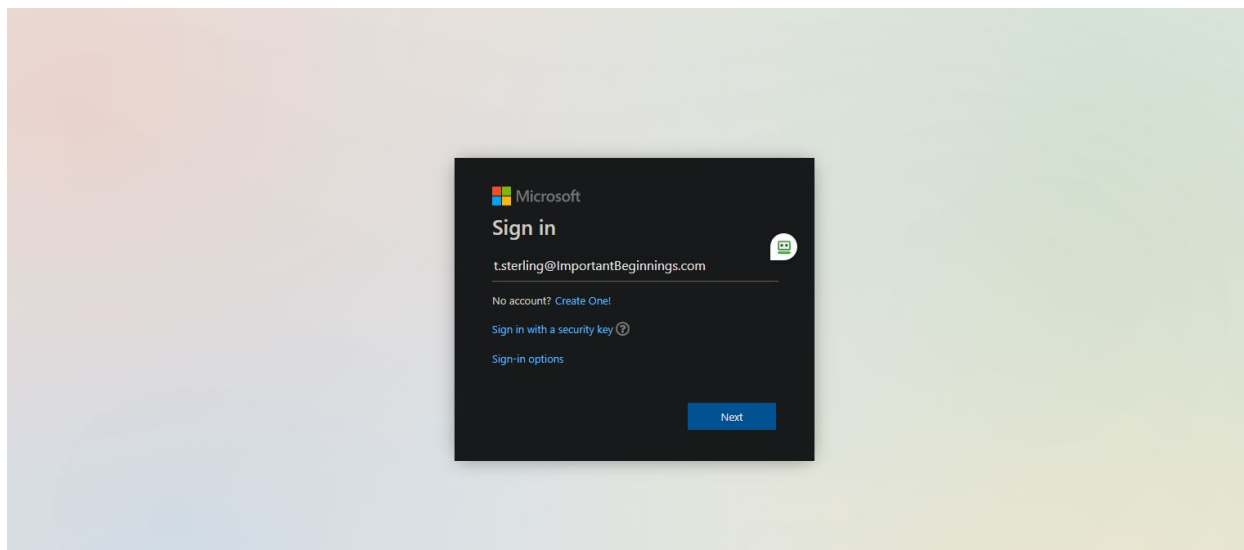 Microsoft
Sign in
t.sterling@ImportantBeginnings.com
No account? Create One!
Sign in with a security key ?
Sign-in options
Next